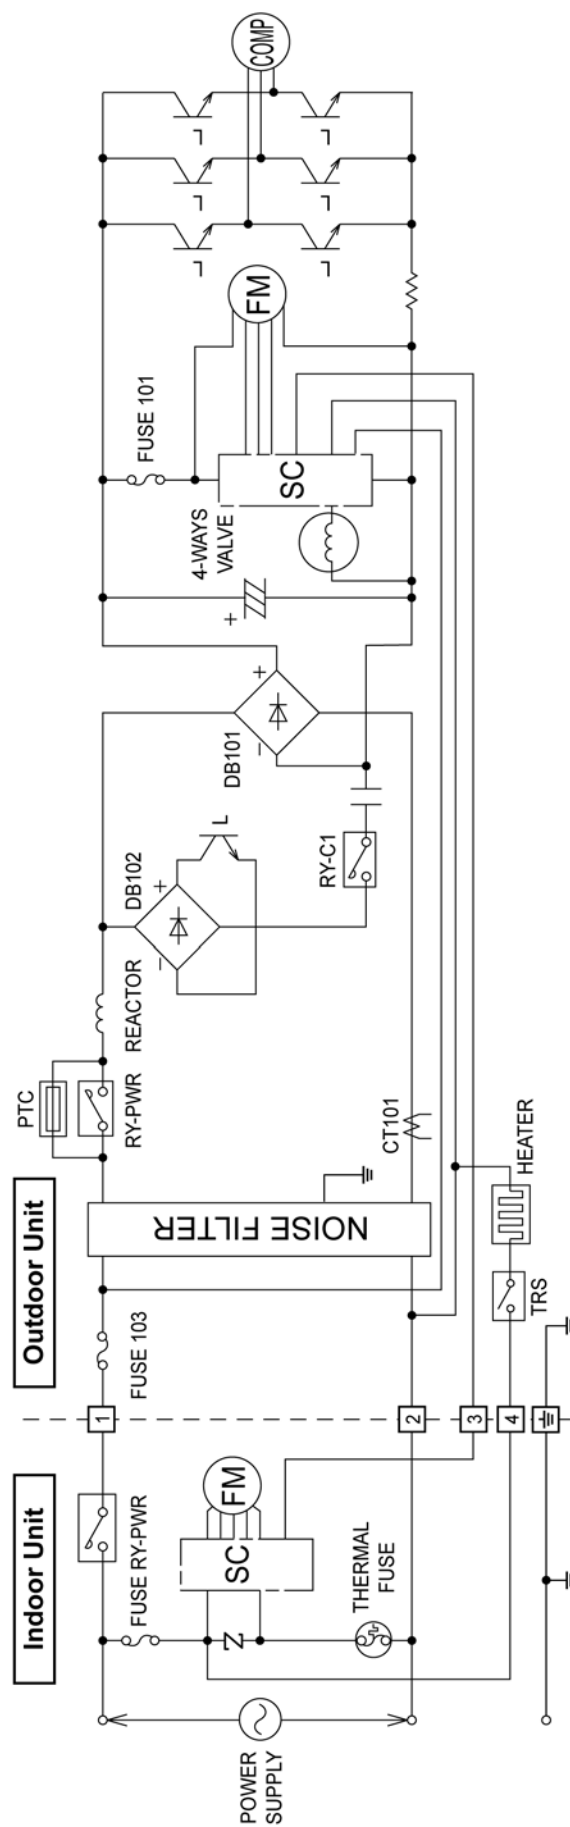 Indoor Unit
Outdoor Unit
POWER
SUPPLY
FUSE RY-PWR
Z
SC
FM
THERMAL
FUSE
1
2
3
4
FUSE 103
NOISE FILTER
TRS
HEATER
CT101
PTC
RY-PWR
REACTOR
DB102
+
−
L
RY-C1
DB101
+
−
+
4-WAYS
VALVE
SC
FUSE 101
FM
L
L
L
L
L
L
COMP